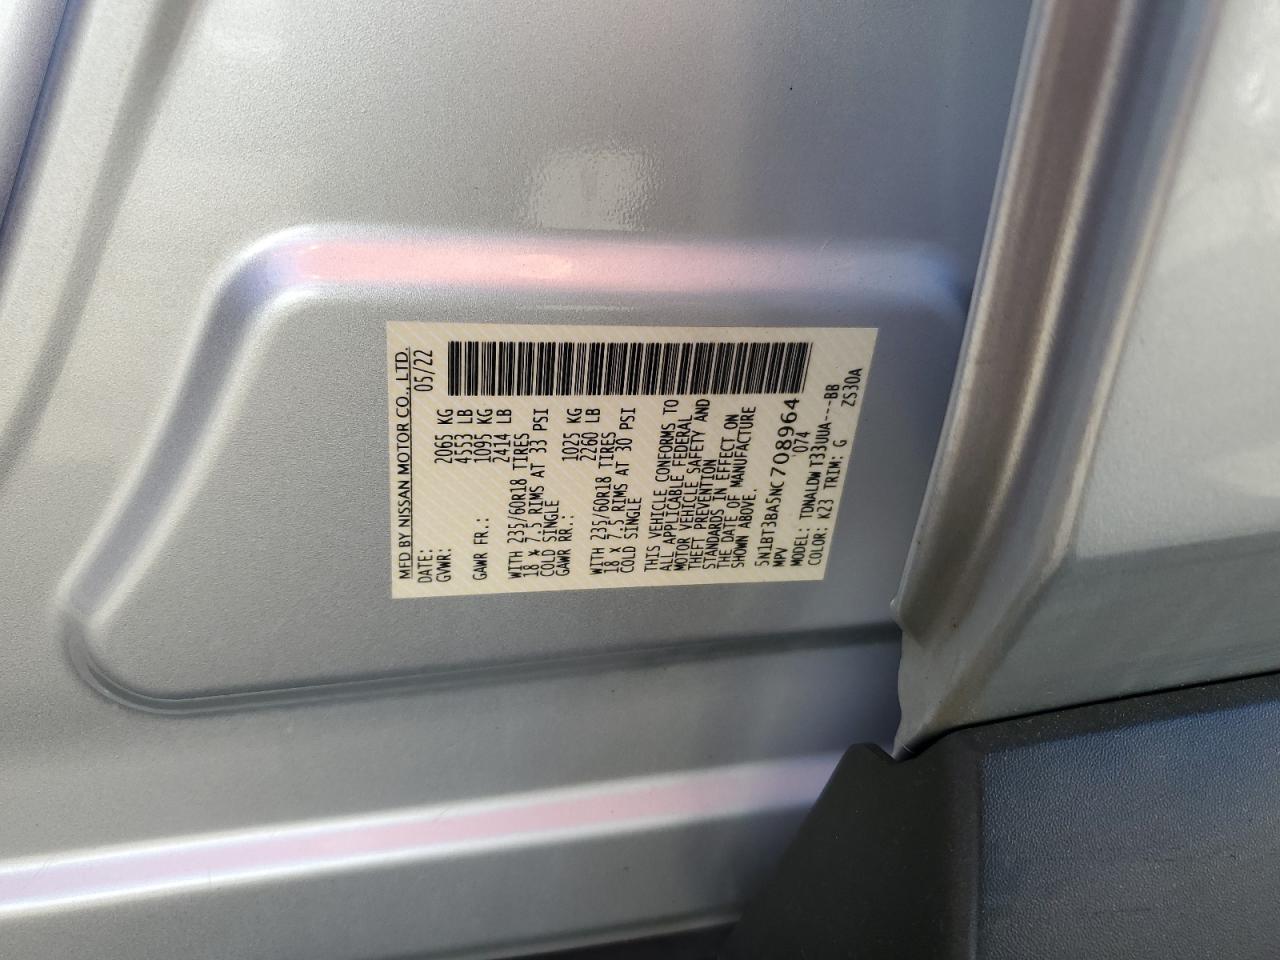 MFD BY NISSAN MOTOR CO., LTD.
DATE: 05/22
GVWR: 2065 KG
4553 LB
GAWR FR.: 1095 KG
2414 LB
WITH 235/60R18 TIRES
18 X 7.5 RIMS AT 33 PSI
COLD SINGLE
GAWR RR.: 1025 KG
2260 LB
WITH 235/60R18 TIRES
18 X 7.5 RIMS AT 30 PSI
COLD SINGLE
THIS VEHICLE CONFORMS TO
ALL APPLICABLE FEDERAL
MOTOR VEHICLE SAFETY AND
THEFT PREVENTION
STANDARDS IN EFFECT ON
THE DATE OF MANUFACTURE
SHOWN ABOVE.
5N1BT3BA5NC708964
MPV 074
MODEL: TDNALDW T33UUA---BB
COLOR: K23 TRIM: G ZS30A